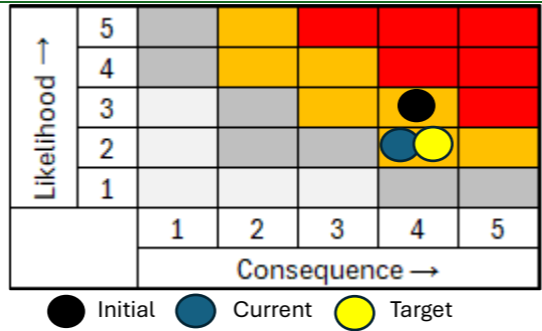 Likelihood →
5
4
3
2
1
1 2 3 4 5
Consequence →
Initial Current Target